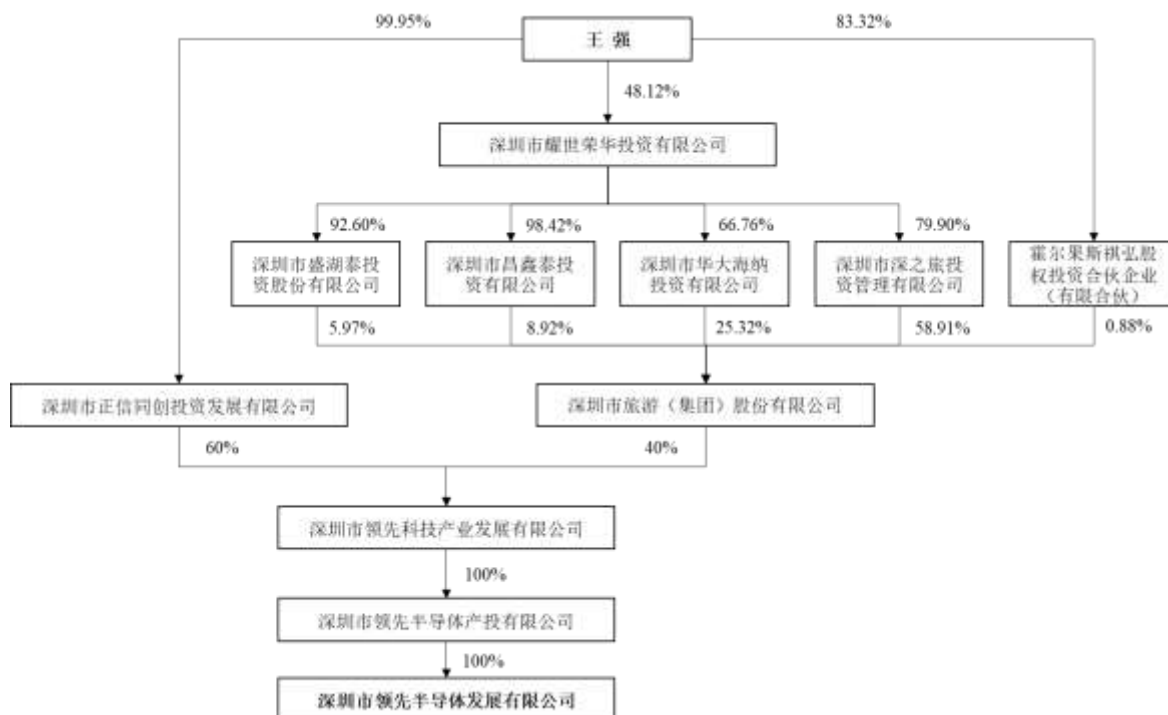 99.95%
王 强
83.32%
48.12%
深圳市耀世荣华投资有限公司
92.60%
98.42%
66.76%
79.90%
深圳市盛湖泰投
资股份有限公司
深圳市昌鑫泰投
资有限公司
深圳市华大海纳
投资有限公司
深圳市深之旅投
资管理有限公司
霍尔果斯祺弘股
权投资合伙企业
（有限合伙）
5.97%
8.92%
25.32%
58.91%
0.88%
深圳市正信同创投资发展有限公司
深圳市旅游（集团）股份有限公司
60%
40%
深圳市领先科技产业发展有限公司
100%
深圳市领先半导体产投有限公司
100%
深圳市领先半导体发展有限公司